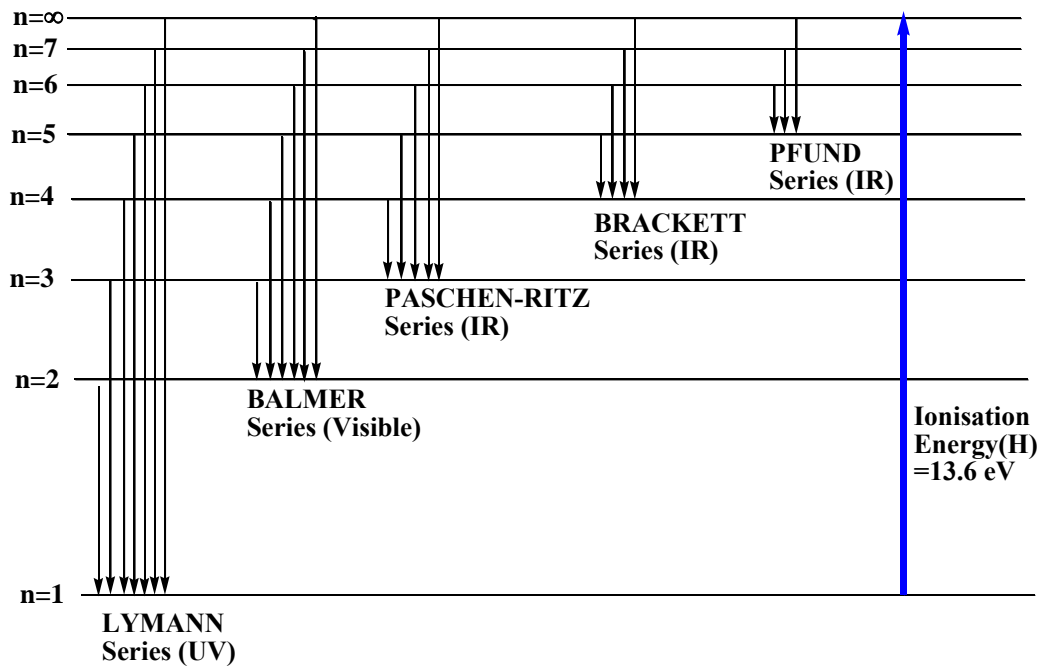 n=∞
n=7
n=6
n=5
PFUND
Series (IR)
n=4
BRACKETT
Series (IR)
n=3
PASCHEN-RITZ
Series (IR)
n=2
BALMER
Series (Visible)
Ionisation
Energy(H)
=13.6 eV
n=1
LYMANN
Series (UV)